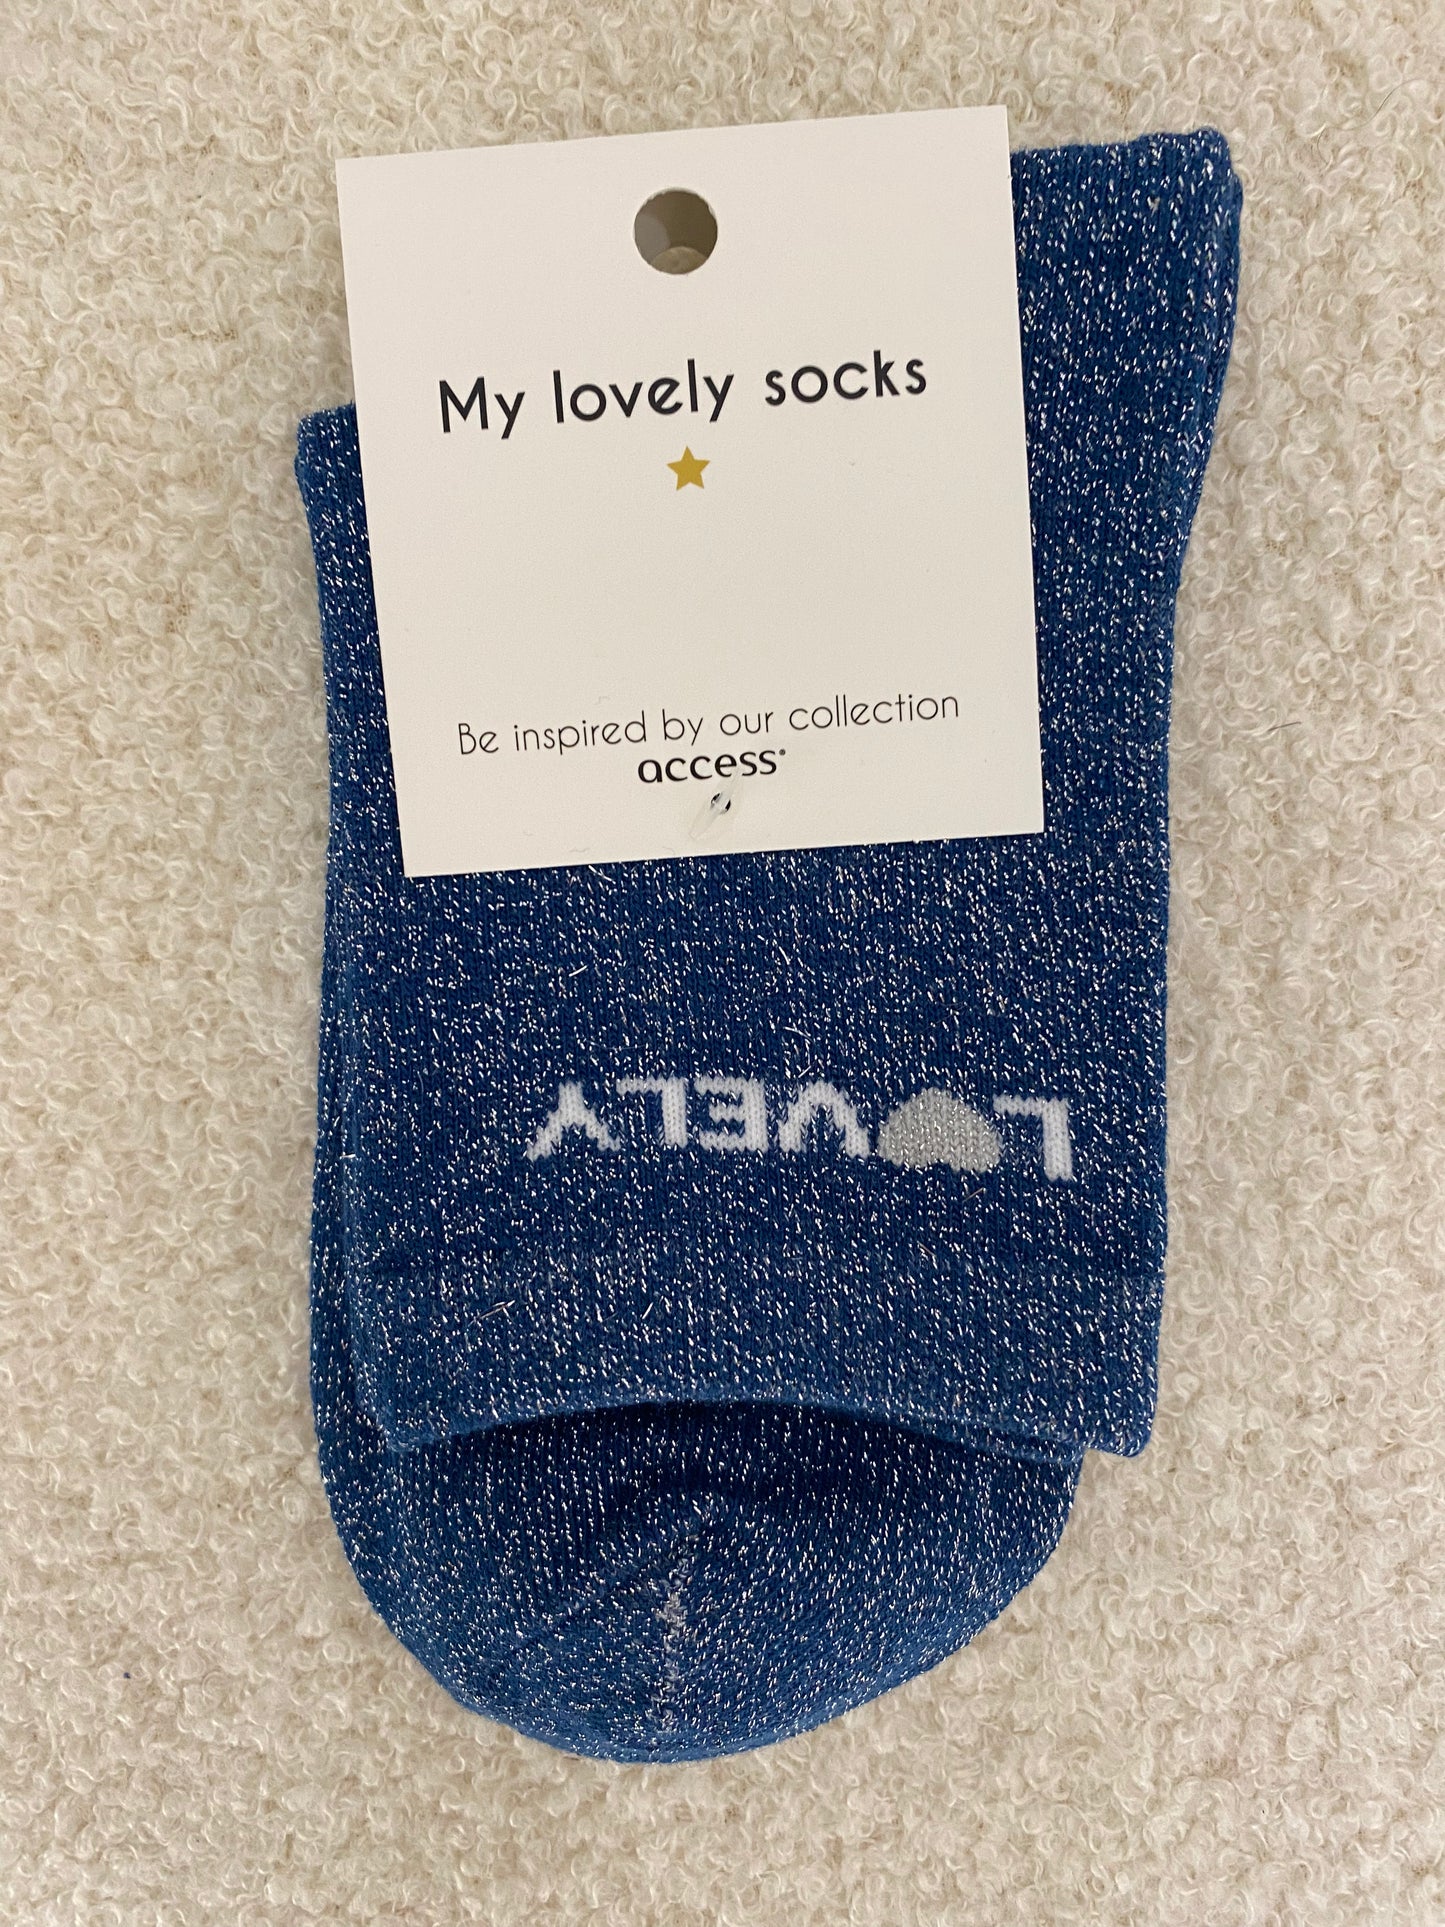 My lovely socks
Be inspired by our collection
access®
LOVELY